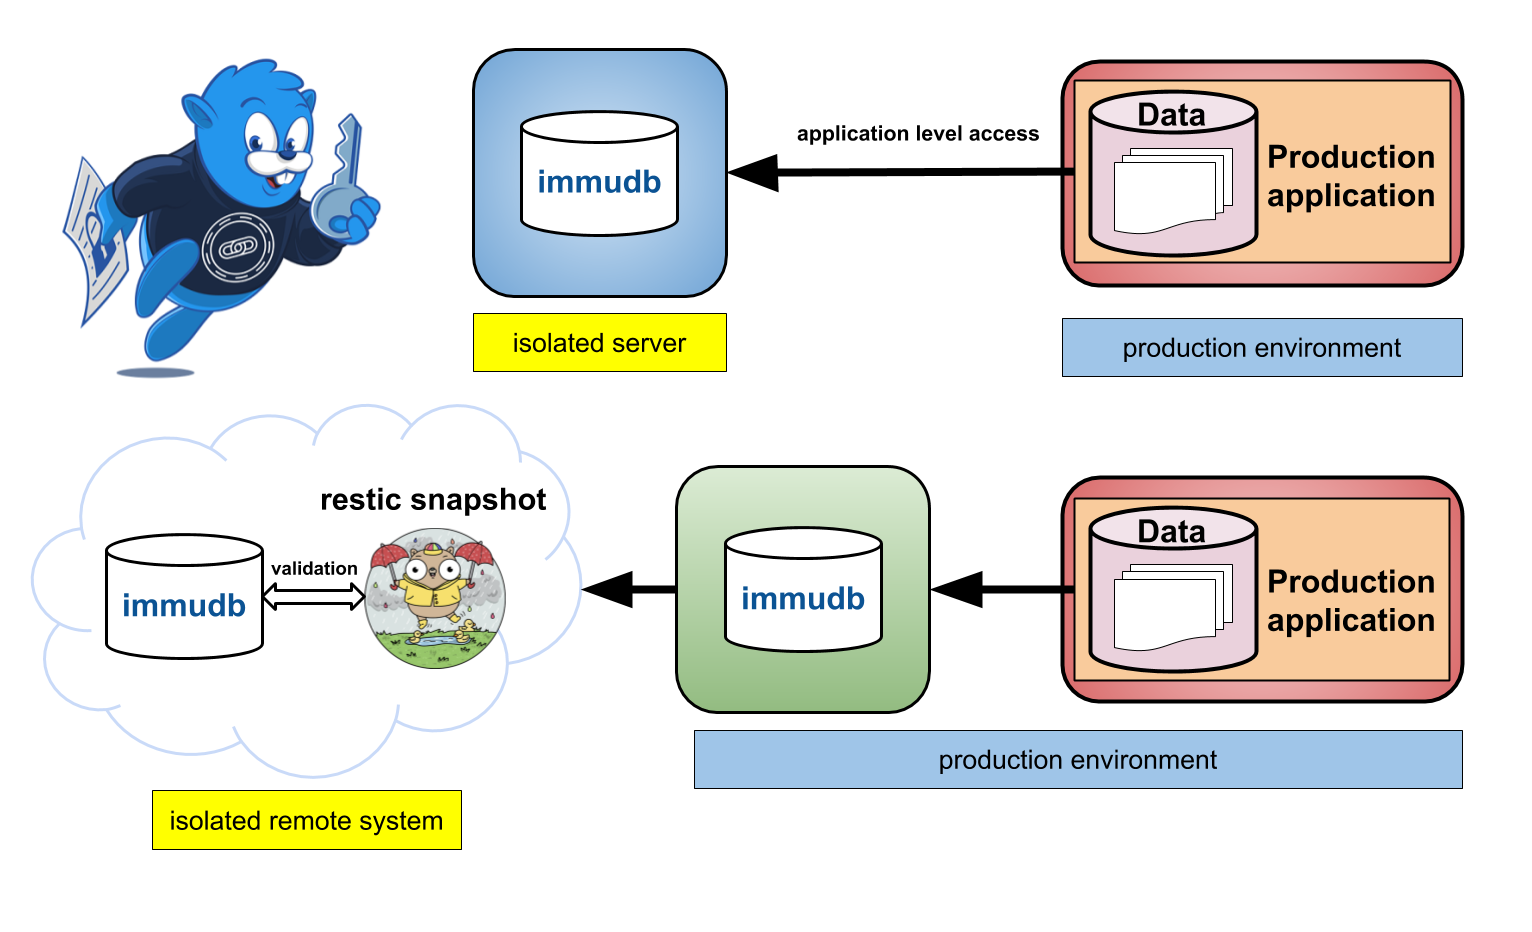 immudb
application level access
Data
Production
application
isolated server
production environment
restic snapshot
immudb
validation
immudb
Data
Production
application
production environment
isolated remote system